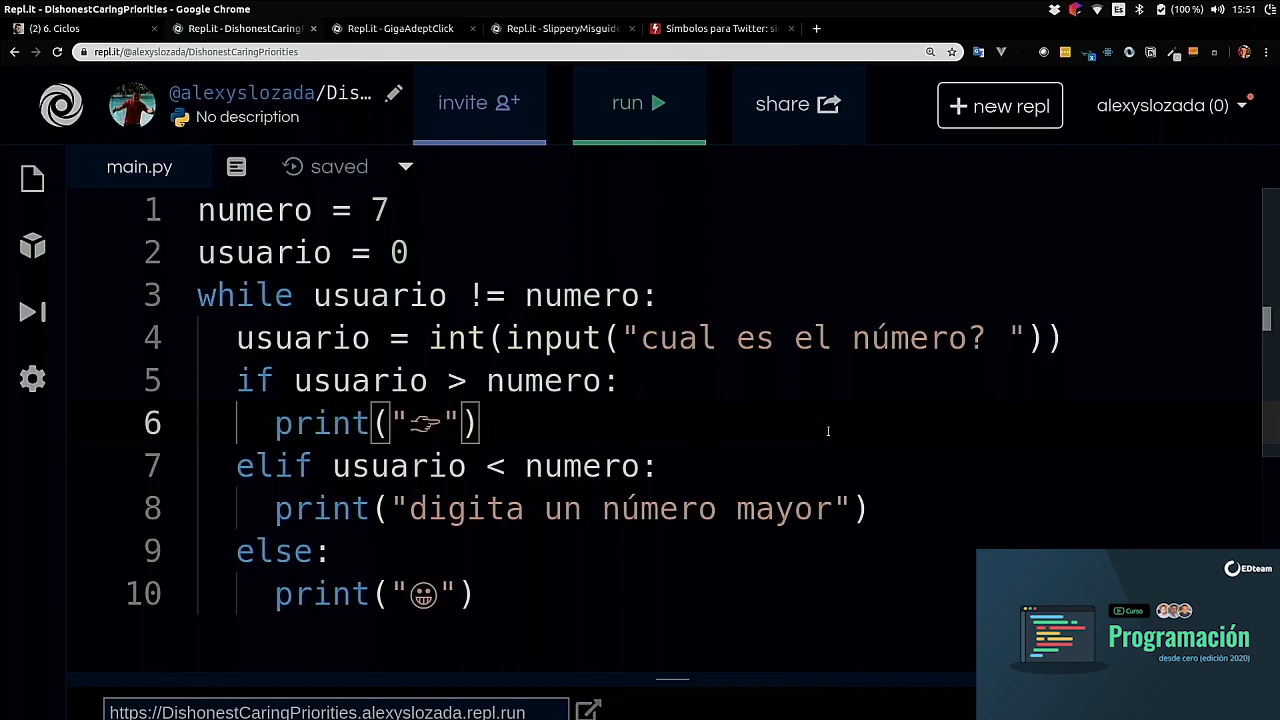 Repl.it - DishonestCaringPriorities - Google Chrome
Es
(100 %)
15:51
(2) 6. Ciclos
Repl.it - DishonestCaring
Repl.it - GigaAdeptClick
Repl.it - SlipperyMisguide
Símbolos para Twitter: sí
repl.it/@alexyslozada/DishonestCaringPriorities
@alexyslozada/Dis...
No description
invite
run
share
+ new repl
alexyslozada (0)
main.py
saved
1 numero = 7
2 usuario = 0
3 while usuario != numero:
4 usuario = int(input("cual es el número? "))
5 if usuario > numero:
6 print("👉")
7 elif usuario < numero:
8 print("digita un número mayor")
9 else:
10 print("😀")
EDteam
Curso
Programación
desde cero (edición 2020)
https://DishonestCaringPriorities.alexyslozada.repl.run